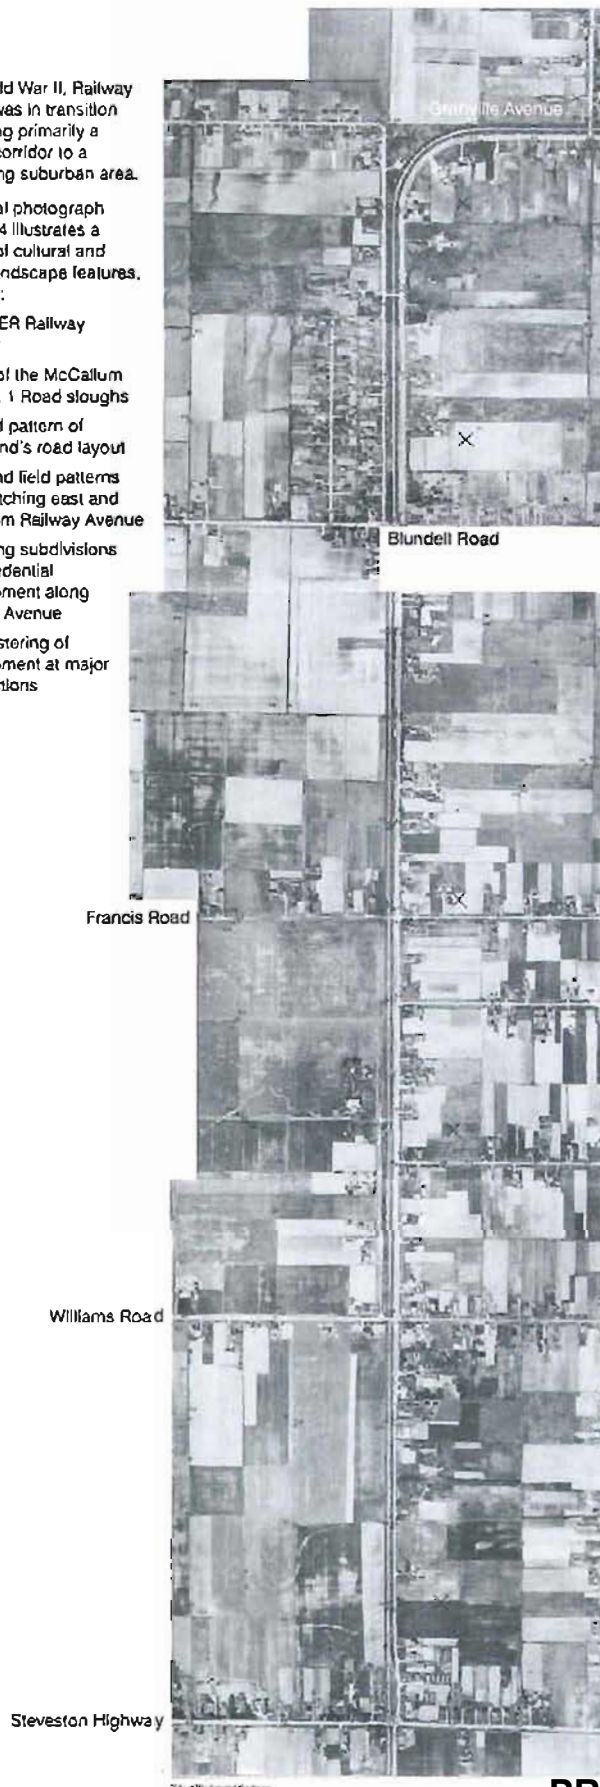 ld War II, Railway
was in transition
ng primarily a
corridor to a
ng suburban area.
al photograph
4 illustrates a
of cultural and
ndscape features,
:
ER Railway
of the McCallum
. 1 Road sloughs
d pattern of
nd's road layout
nd field patterns
tching east and
m Railway Avenue
ng subdivisions
dential
ment along
Avenue
stering of
ment at major
tions
Granville Avenue
Blundell Road
Francis Road
Williams Road
Steveston Highway